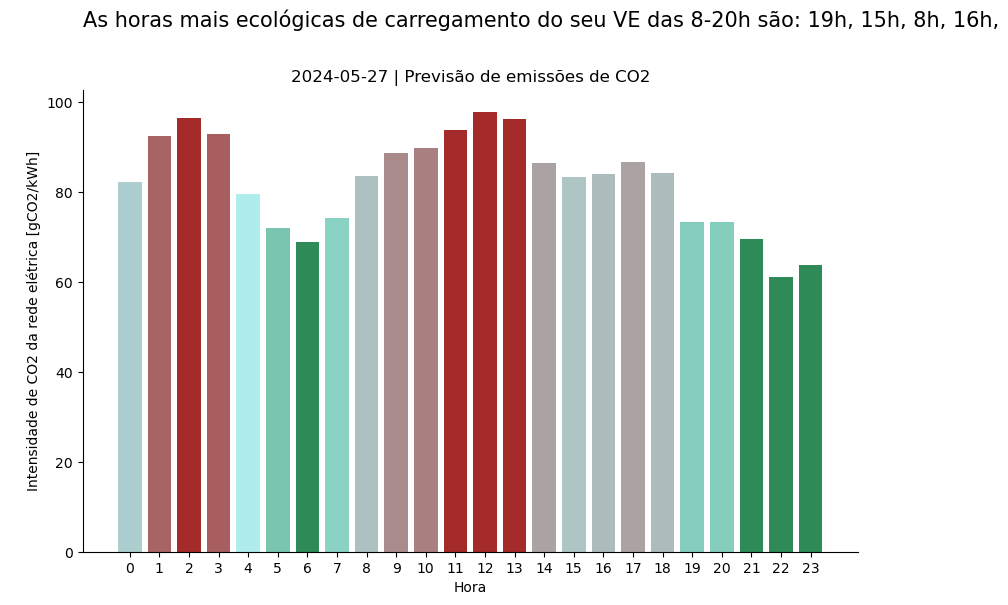 As horas mais ecológicas de carregamento do seu VE das 8-20h são: 19h, 15h, 8h, 16h,
2024-05-27 | Previsão de emissões de CO2
Intensidade de CO2 da rede elétrica [gCO2/kWh]
100
80
60
40
20
0
0 1 2 3 4 5 6 7 8 9 10 11 12 13 14 15 16 17 18 19 20 21 22 23
Hora